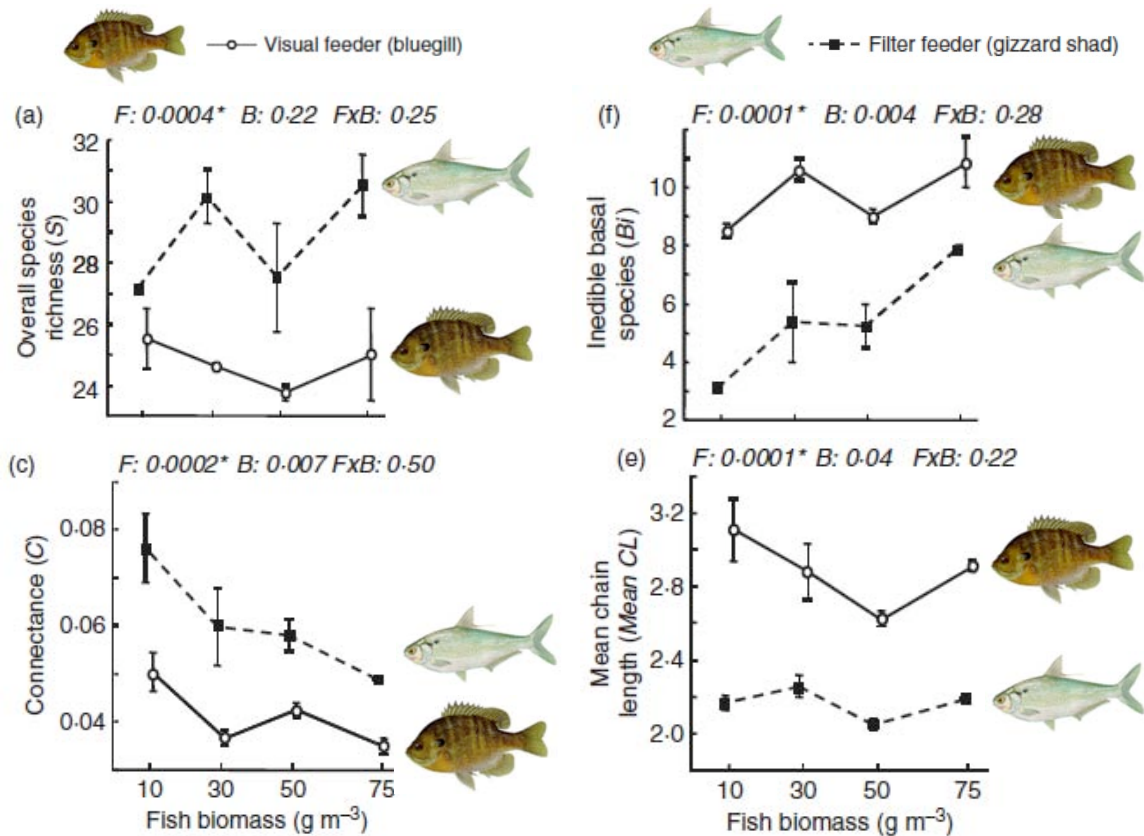 Visual feeder (bluegill)
Filter feeder (gizzard shad)
(a) F: 0·0004* B: 0·22 FxB: 0·25
Overall species
richness (S)
32
30
28
26
24
(f) F: 0·0001* B: 0·004 FxB: 0·28
Inedible basal
species (Bi)
10
8
6
4
2
(c) F: 0·0002* B: 0·007 FxB: 0·50
Connectance (C)
0·08
0·06
0·04
10 30 50 75
Fish biomass (g m⁻³)
(e) F: 0·0001* B: 0·04 FxB: 0·22
Mean chain
length (Mean CL)
3·2
2·8
2·4
2·0
10 30 50 75
Fish biomass (g m⁻³)